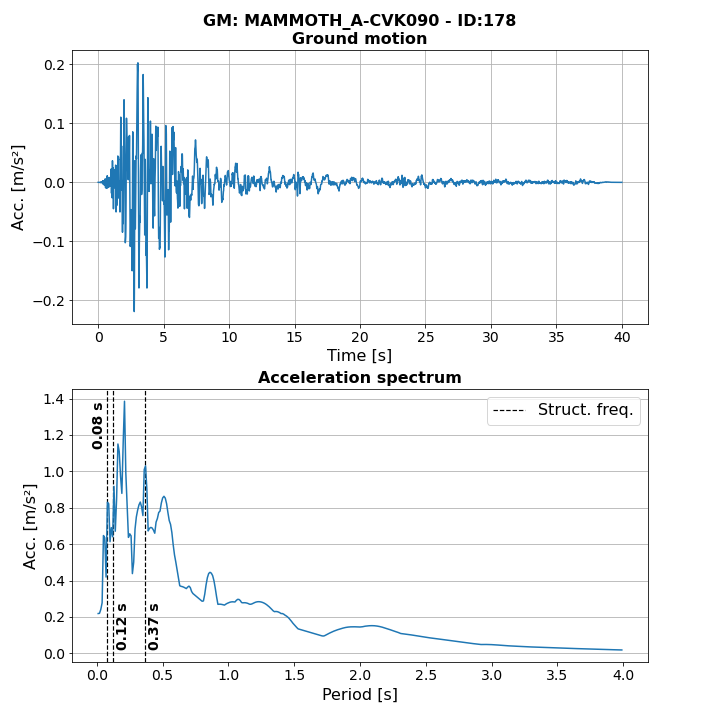 GM: MAMMOTH_A-CVK090 - ID:178
Ground motion
0.2
0.1
0.0
−0.1
−0.2
Acc. [m/s²]
0 5 10 15 20 25 30 35 40
Time [s]
Acceleration spectrum
1.4
1.2
1.0
0.8
0.6
0.4
0.2
0.0
Acc. [m/s²]
Struct. freq.
0.08 s
0.12 s
0.37 s
0.0 0.5 1.0 1.5 2.0 2.5 3.0 3.5 4.0
Period [s]